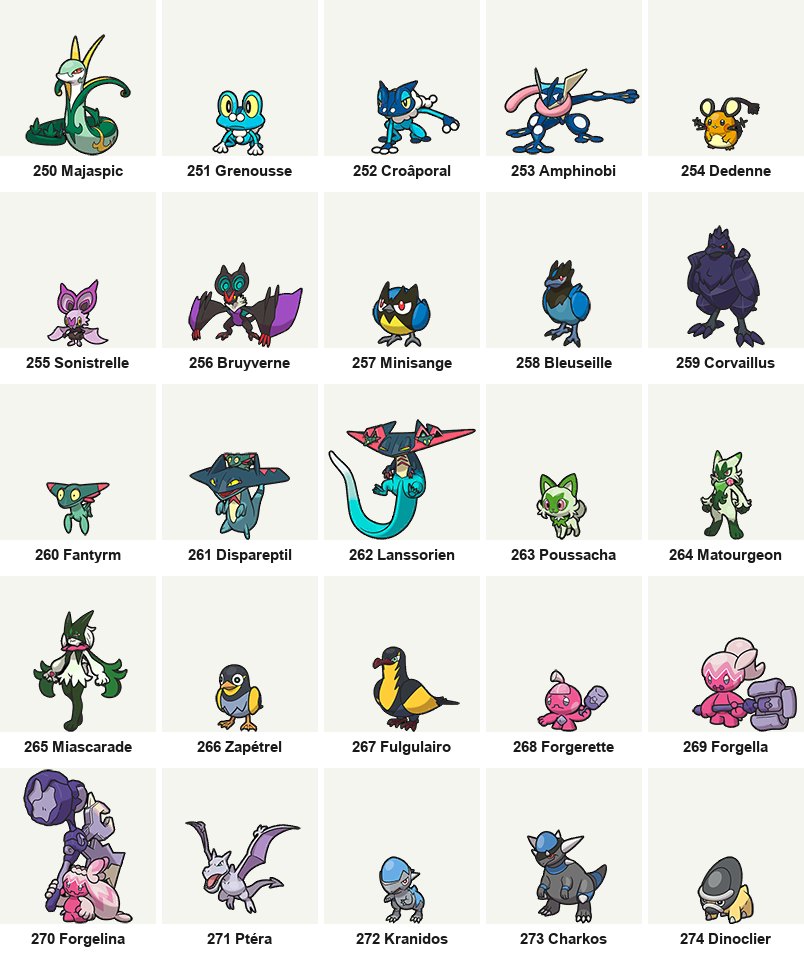 250 Majaspic
251 Grenousse
252 Croâporal
253 Amphinobi
254 Dedenne
255 Sonistrelle
256 Bruyverne
257 Minisange
258 Bleuseille
259 Corvaillus
260 Fantyrm
261 Dispareptil
262 Lanssorien
263 Poussacha
264 Matourgeon
265 Miascarade
266 Zapétrel
267 Fulgulairo
268 Forgerette
269 Forgella
270 Forgelina
271 Ptéra
272 Kranidos
273 Charkos
274 Dinoclier